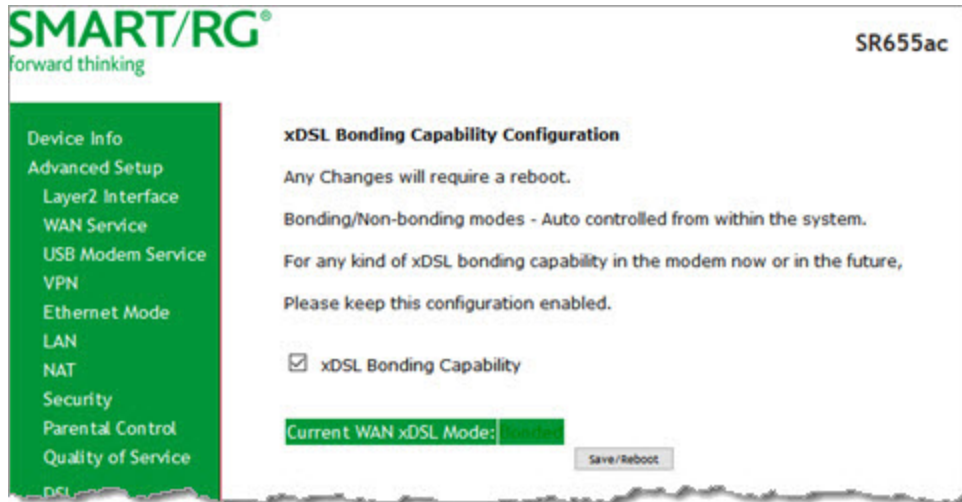 SMART/RG®
forward thinking
SR655ac
Device Info
Advanced Setup
Layer2 Interface
WAN Service
USB Modem Service
VPN
Ethernet Mode
LAN
NAT
Security
Parental Control
Quality of Service
DSL
xDSL Bonding Capability Configuration
Any Changes will require a reboot.
Bonding/Non-bonding modes - Auto controlled from within the system.
For any kind of xDSL bonding capability in the modem now or in the future,
Please keep this configuration enabled.
xDSL Bonding Capability
Current WAN xDSL Mode: Bonded
Save/Reboot